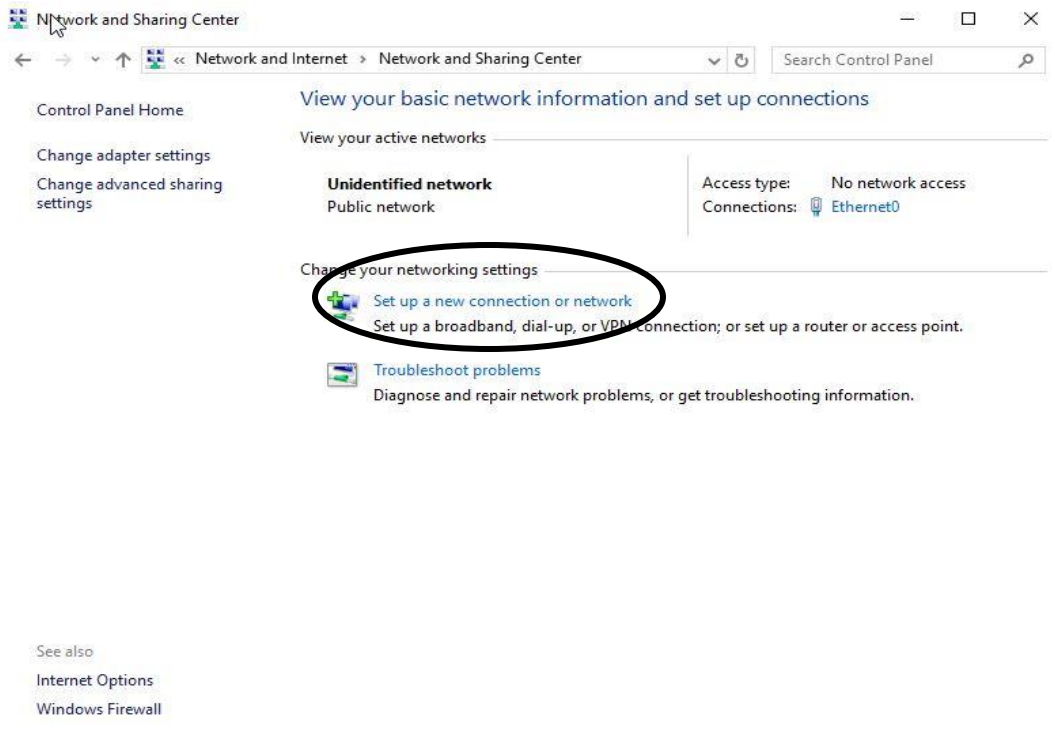 Network and Sharing Center
« Network and Internet > Network and Sharing Center
Search Control Panel
Control Panel Home
Change adapter settings
Change advanced sharing
settings
View your basic network information and set up connections
View your active networks
Unidentified network
Public network
Access type: No network access
Connections: Ethernet0
Change your networking settings
Set up a new connection or network
Set up a broadband, dial-up, or VPN connection; or set up a router or access point.
Troubleshoot problems
Diagnose and repair network problems, or get troubleshooting information.
See also
Internet Options
Windows Firewall